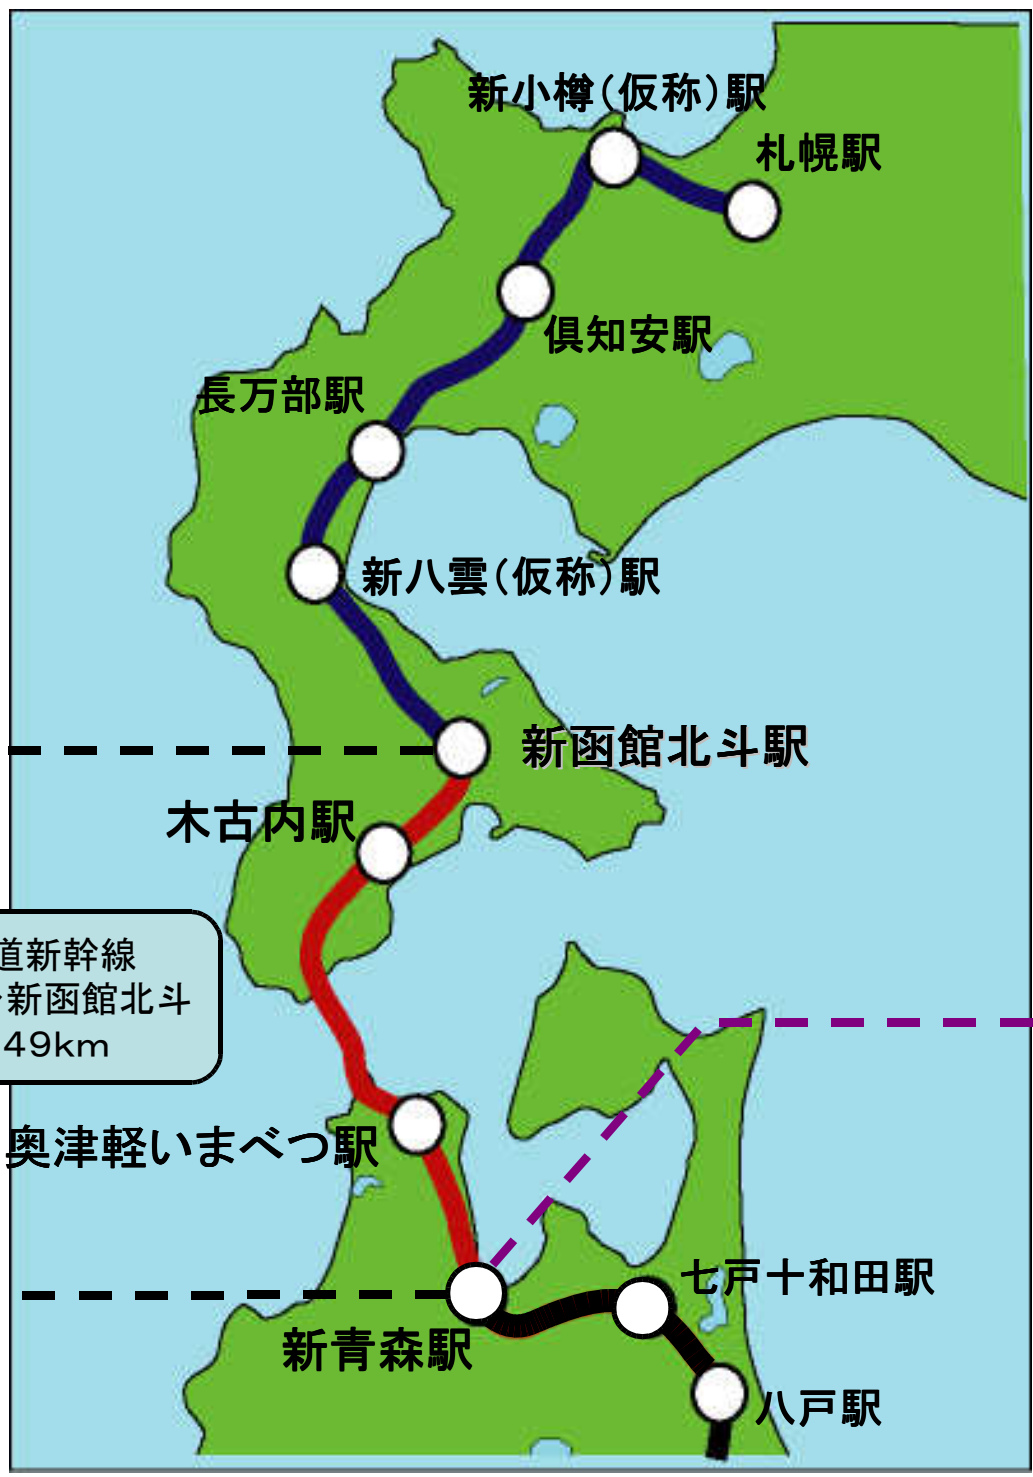 新小樽（仮称）駅
札幌駅
倶知安駅
長万部駅
新八雲（仮称）駅
新函館北斗駅
木古内駅
道新幹線
新函館北斗
49km
奥津軽いまべつ駅
七戸十和田駅
新青森駅
八戸駅